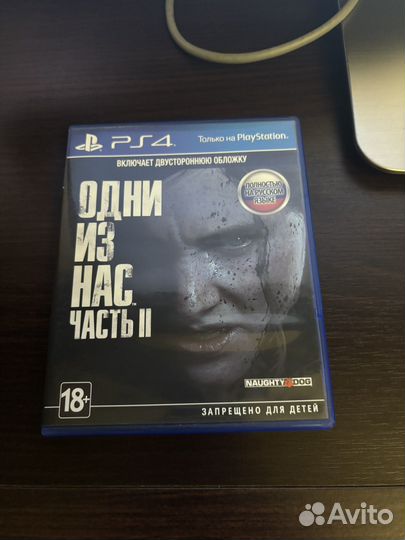 PS4
Только на PlayStation.
ВКЛЮЧАЕТ ДВУСТОРОННЮЮ ОБЛОЖКУ
ПОЛНОСТЬЮ
НА РУССКОМ
ЯЗЫКЕ
ОДНИ
ИЗ
НАС
ЧАСТЬ II
NAUGHTY DOG
18+
ЗАПРЕЩЕНО ДЛЯ ДЕТЕЙ
Avito